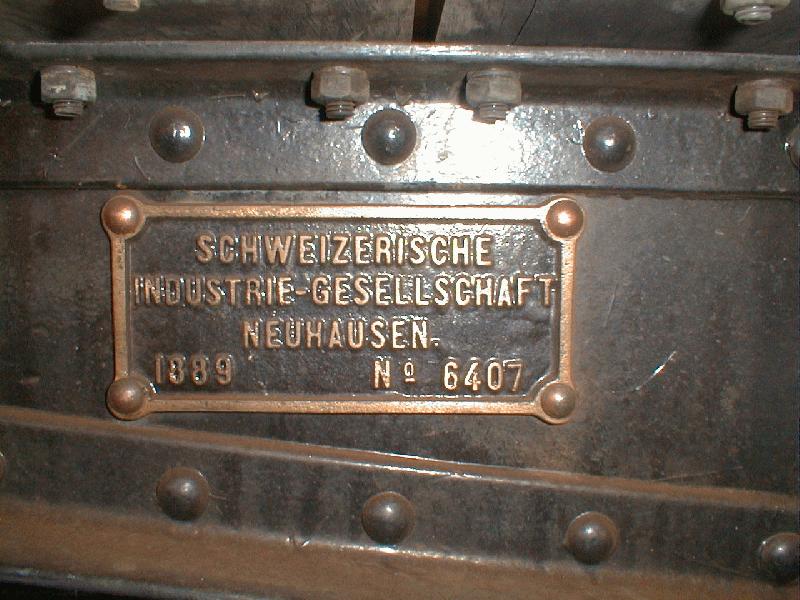 SCHWEIZERISCHE
INDUSTRIE-GESELLSCHAFT
NEUHAUSEN.
1889 Nº 6407